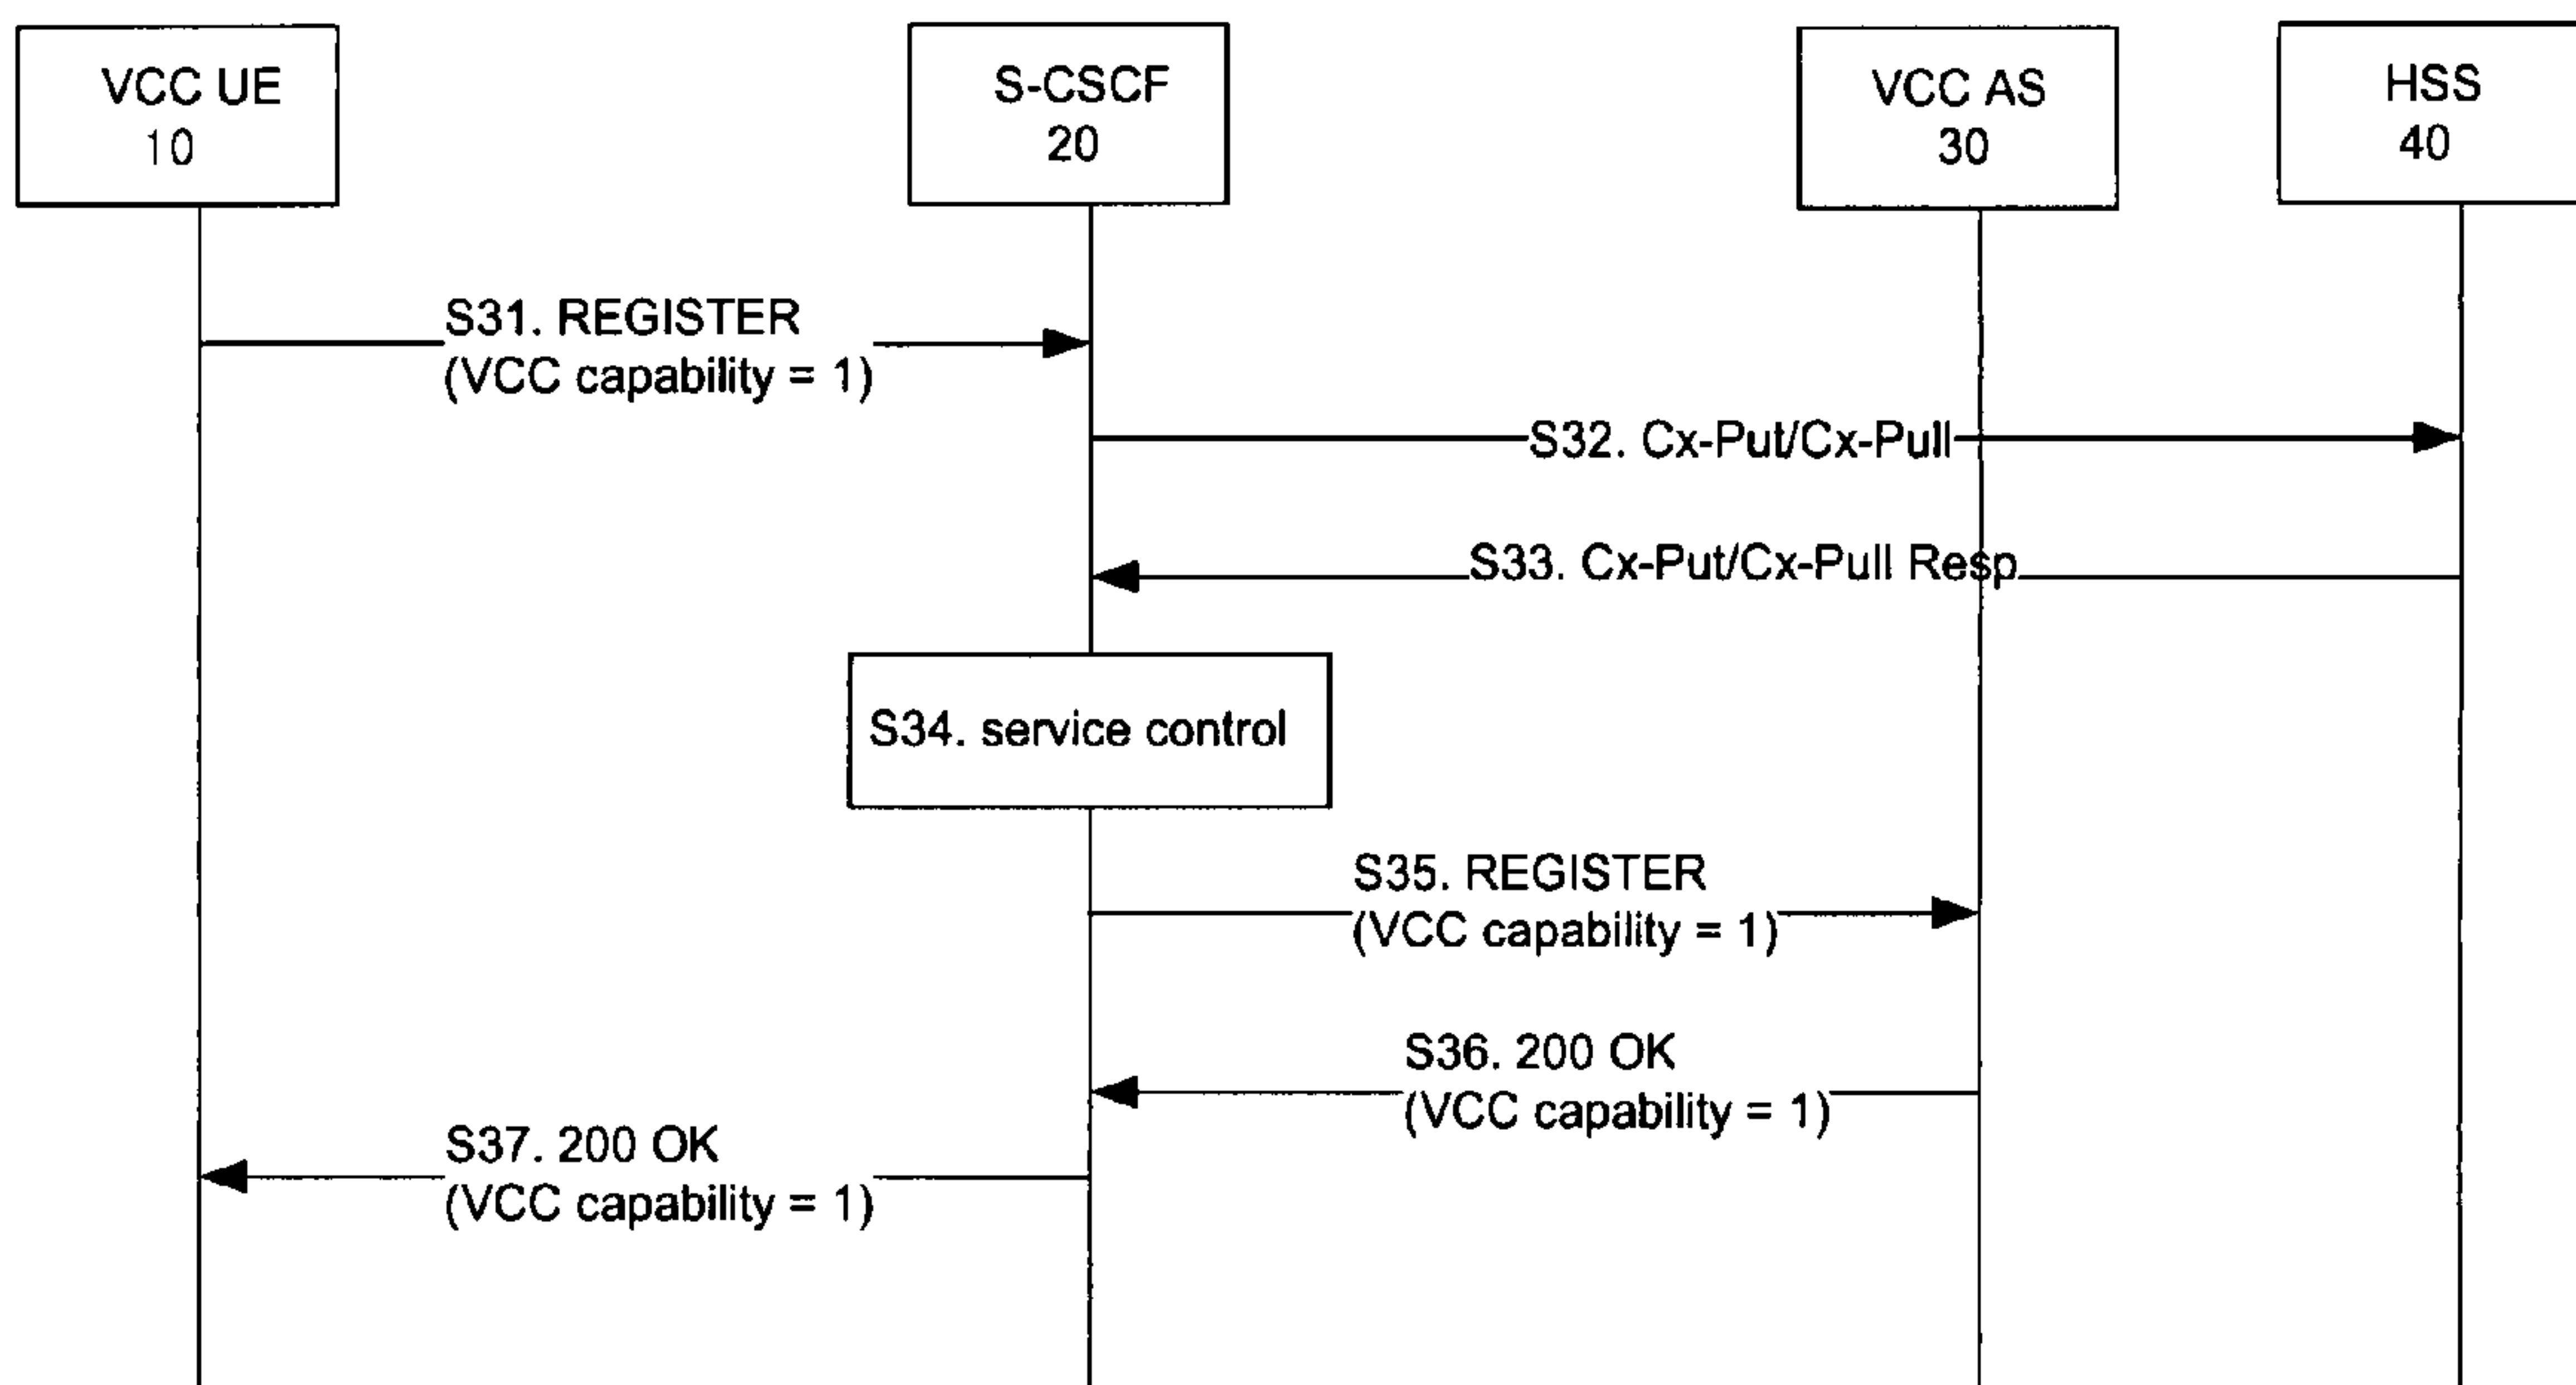 VCC UE
10
S-CSCF
20
VCC AS
30
HSS
40
S31. REGISTER
(VCC capability = 1)
S32. Cx-Put/Cx-Pull
S33. Cx-Put/Cx-Pull Resp
S34. service control
S35. REGISTER
(VCC capability = 1)
S36. 200 OK
(VCC capability = 1)
S37. 200 OK
(VCC capability = 1)